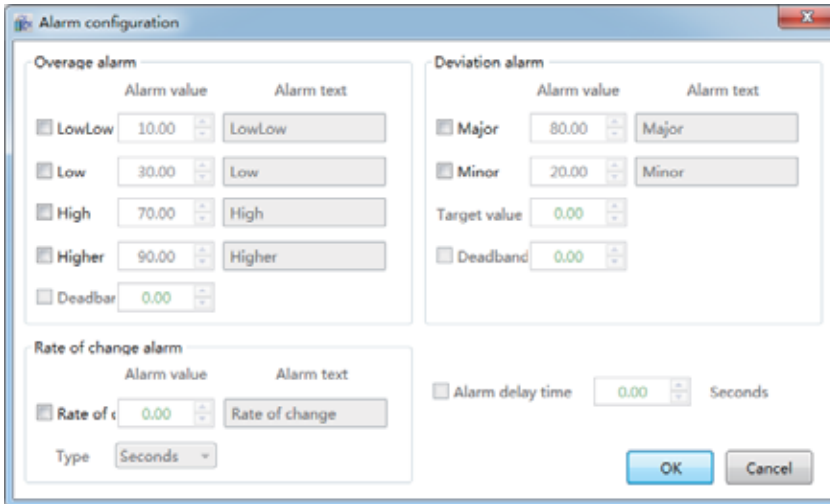 Alarm configuration
Overage alarm
Alarm value Alarm text
LowLow 10.00 LowLow
Low 30.00 Low
High 70.00 High
Higher 90.00 Higher
Deadbar 0.00
Deviation alarm
Alarm value Alarm text
Major 80.00 Major
Minor 20.00 Minor
Target value 0.00
Deadband 0.00
Rate of change alarm
Alarm value Alarm text
Rate of c 0.00 Rate of change
Type Seconds
Alarm delay time 0.00 Seconds
OK Cancel